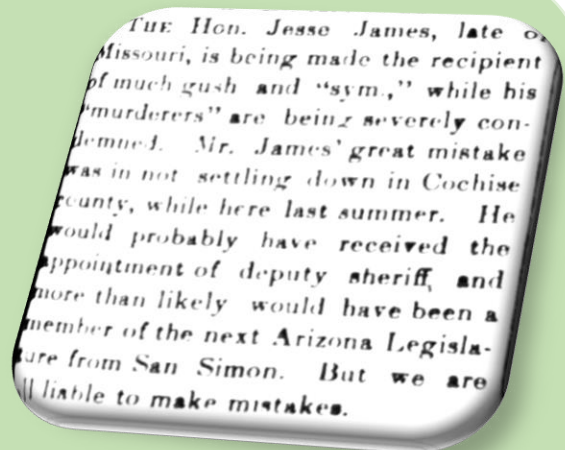 THE Hon. Jesse James, late of
Missouri, is being made the recipient
of much gush and "sym.," while his
"murderers" are being severely con-
demned. Mr. James' great mistake
was in not settling down in Cochise
county, while here last summer. He
would probably have received the
appointment of deputy sheriff, and
more than likely would have been a
member of the next Arizona Legisla-
ture from San Simon. But we are
all liable to make mistakes.